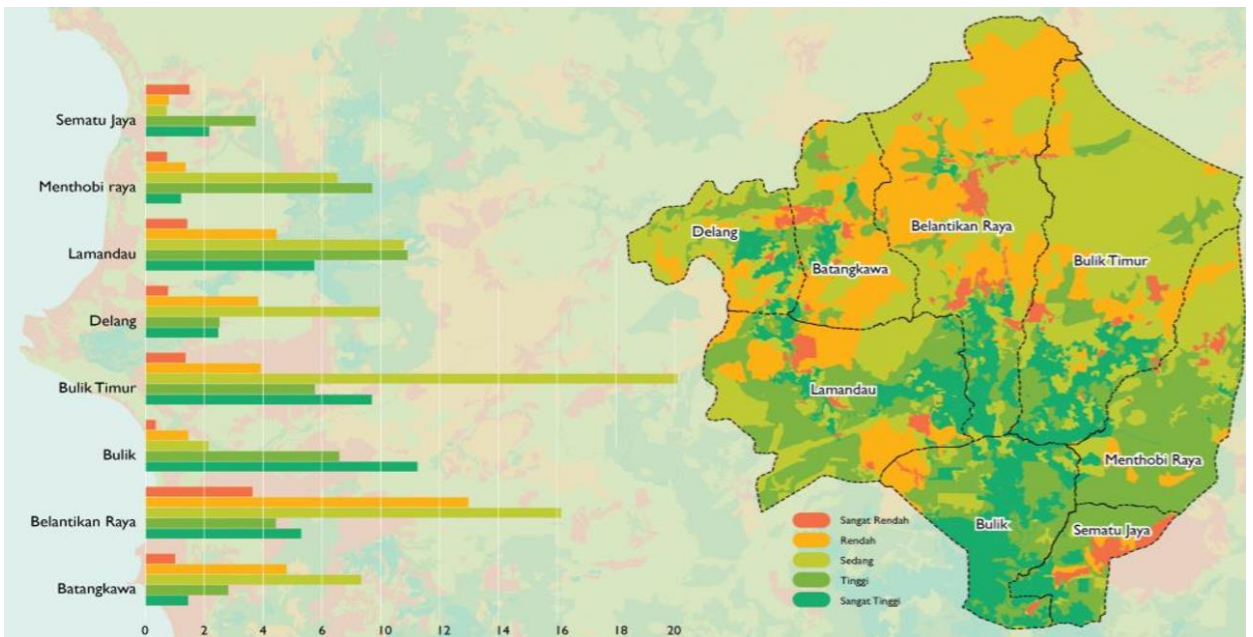 Sematu Jaya
Menthobi raya
Lamandau
Delang
Bulik Timur
Bulik
Belantikan Raya
Batangkawa
0 2 4 6 8 10 12 14 16 18 20
Delang
Belantikan Raya
Batangkawa
Bulik Timur
Lamandau
Menthobi Raya
Bulik
Sematu Jaya
Sangat Rendah
Rendah
Sedang
Tinggi
Sangat Tinggi